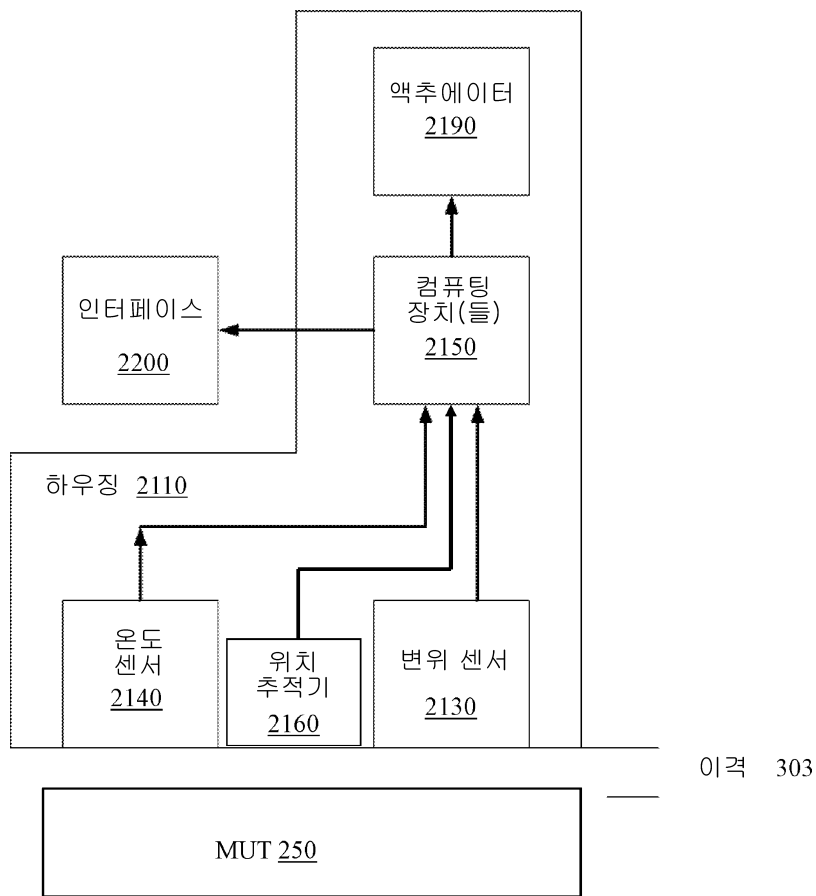 액추에이터
2190
인터페이스
2200
컴퓨팅
장치(들)
2150
하우징 2110
온도
센서
2140
위치
추적기
2160
변위 센서
2130
이격 303
MUT 250